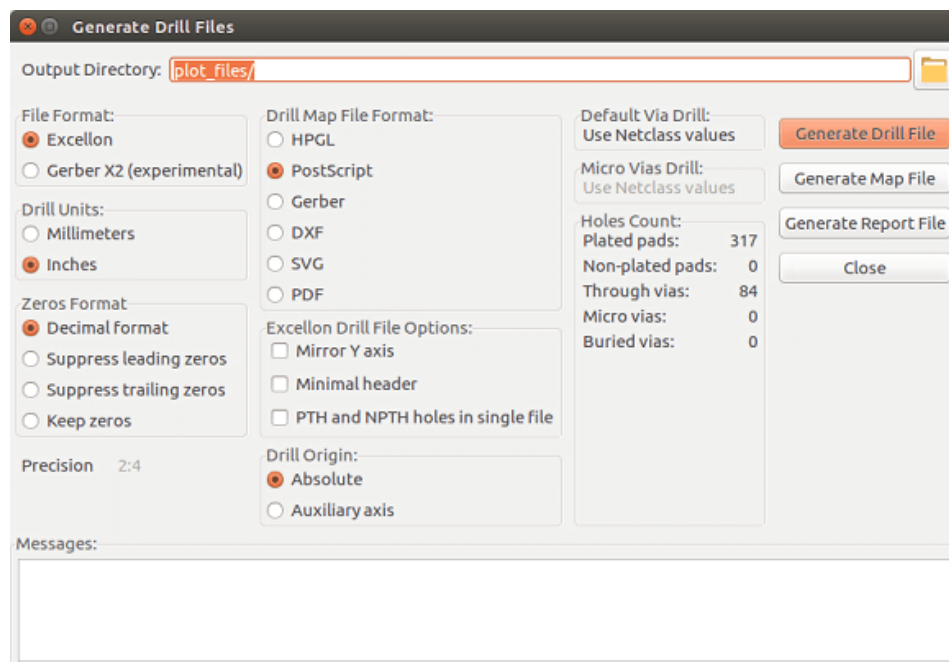 Generate Drill Files
Output Directory: plot_files/
File Format:
Excellon
Gerber X2 (experimental)
Drill Units:
Millimeters
Inches
Zeros Format
Decimal format
Suppress leading zeros
Suppress trailing zeros
Keep zeros
Precision 2:4
Drill Map File Format:
HPGL
PostScript
Gerber
DXF
SVG
PDF
Excellon Drill File Options:
Mirror Y axis
Minimal header
PTH and NPTH holes in single file
Drill Origin:
Absolute
Auxiliary axis
Default Via Drill:
Use Netclass values
Micro Vias Drill:
Use Netclass values
Holes Count:
Plated pads: 317
Non-plated pads: 0
Through vias: 84
Micro vias: 0
Buried vias: 0
Generate Drill File
Generate Map File
Generate Report File
Close
Messages: